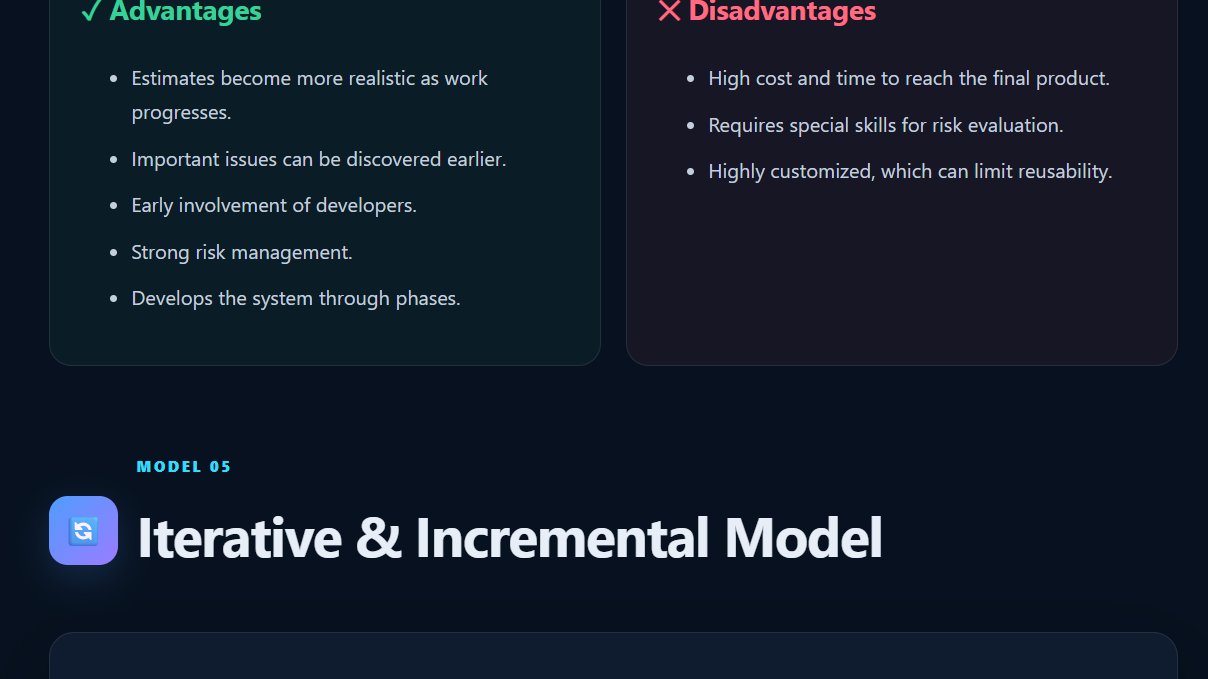 ✓ Advantages
• Estimates become more realistic as work
progresses.
• Important issues can be discovered earlier.
• Early involvement of developers.
• Strong risk management.
• Develops the system through phases.
✕ Disadvantages
• High cost and time to reach the final product.
• Requires special skills for risk evaluation.
• Highly customized, which can limit reusability.
MODEL 05
Iterative & Incremental Model